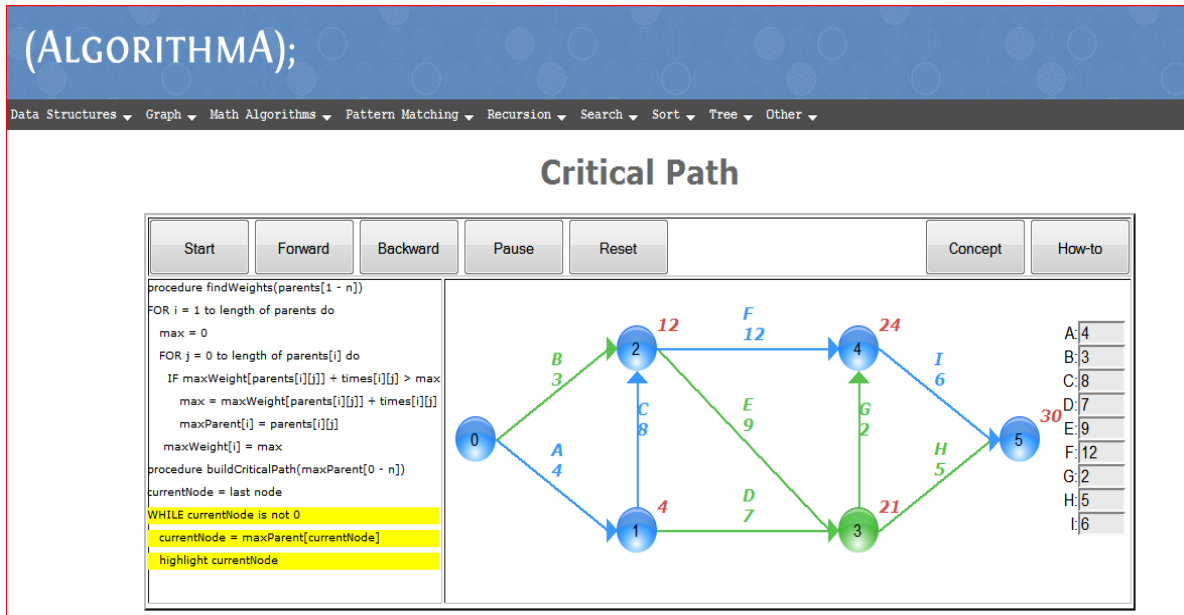 (ALGORITHMA);
Data Structures Graph Math Algorithms Pattern Matching Recursion Search Sort Tree Other
Critical Path
Start Forward Backward Pause Reset Concept How-to
procedure findWeights(parents[1 - n])
FOR i = 1 to length of parents do
max = 0
FOR j = 0 to length of parents[i] do
IF maxWeight[parents[i][j]] + times[i][j] > max
max = maxWeight[parents[i][j]] + times[i][j]
maxParent[i] = parents[i][j]
maxWeight[i] = max
procedure buildCriticalPath(maxParent[0 - n])
currentNode = last node
WHILE currentNode is not 0
currentNode = maxParent[currentNode]
highlight currentNode
F
12
12
24
2
4
B
3
I
6
C
8
E
9
G
2
0
30
5
A
4
H
5
D
7
4
21
1
3
A: 4
B: 3
C: 8
D: 7
E: 9
F: 12
G: 2
H: 5
I: 6